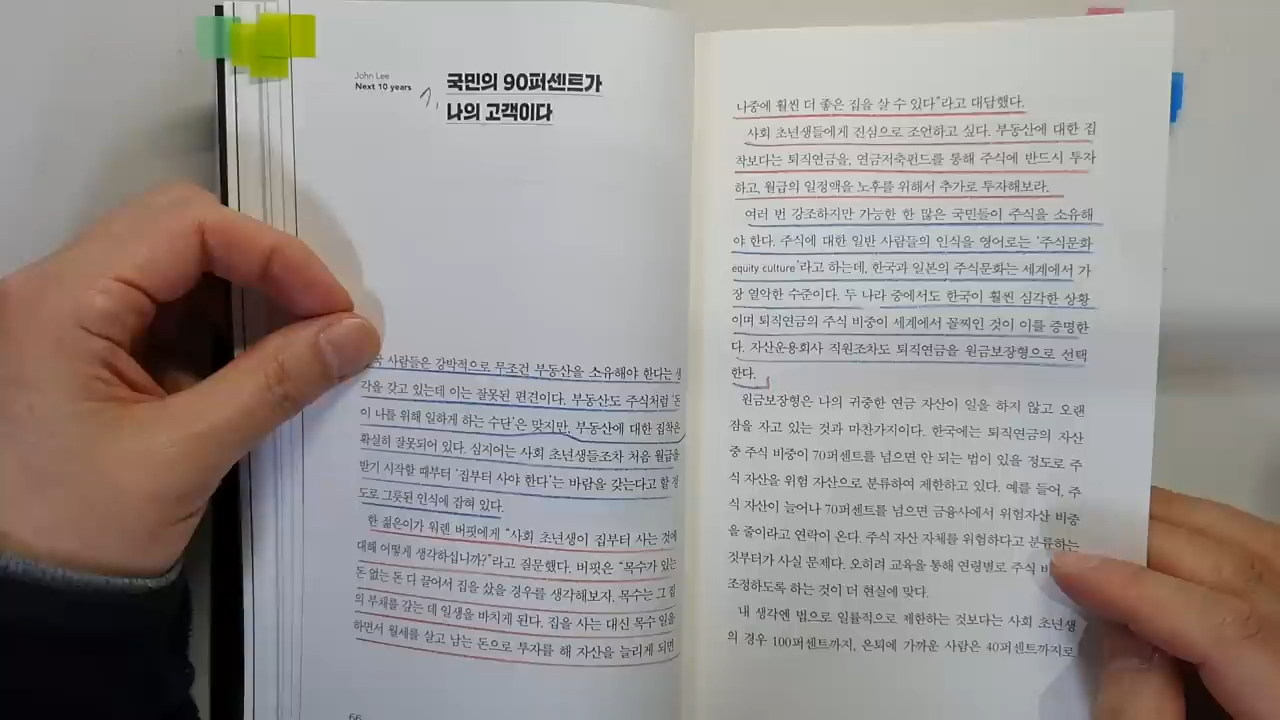 John Lee
Next 10 years
1.
국민의 90퍼센트가
나의 고객이다
사람들은 강박적으로 무조건 부동산을 소유해야 한다는 생
각을 갖고 있는데 이는 잘못된 편견이다. 부동산도 주식처럼 '돈
이 나를 위해 일하게 하는 수단'은 맞지만, 부동산에 대한 집착은
확실히 잘못되어 있다. 심지어는 사회 초년생들조차 처음 월급을
받기 시작할 때부터 '집부터 사야 한다'는 바람을 갖는다고 할 정
도로 그릇된 인식에 잡혀 있다.
한 젊은이가 워렌 버핏에게 "사회 초년생이 집부터 사는 것에
대해 어떻게 생각하십니까?"라고 질문했다. 버핏은 "목수가 있는
돈 없는 돈 다 끌어서 집을 샀을 경우를 생각해보자. 목수는 그 집
의 부채를 갚는 데 일생을 바치게 된다. 집을 사는 대신 목수 일을
하면서 월세를 살고 남는 돈으로 투자를 해 자산을 늘리게 되면
66
나중에 훨씬 더 좋은 집을 살 수 있다"라고 대답했다.
사회 초년생들에게 진심으로 조언하고 싶다. 부동산에 대한 집
착보다는 퇴직연금을, 연금저축펀드를 통해 주식에 반드시 투자
하고, 월급의 일정액을 노후를 위해서 추가로 투자해보라.
여러 번 강조하지만 가능한 한 많은 국민들이 주식을 소유해
야 한다. 주식에 대한 일반 사람들의 인식을 영어로는 '주식문화
equity culture'라고 하는데, 한국과 일본의 주식문화는 세계에서 가
장 열악한 수준이다. 두 나라 중에서도 한국이 훨씬 심각한 상황
이며 퇴직연금의 주식 비중이 세계에서 꼴찌인 것이 이를 증명한
다. 자산운용회사 직원조차도 퇴직연금을 원금보장형으로 선택
한다.
원금보장형은 나의 귀중한 연금 자산이 일을 하지 않고 오랜
잠을 자고 있는 것과 마찬가지이다. 한국에는 퇴직연금의 자산
중 주식 비중이 70퍼센트를 넘으면 안 되는 법이 있을 정도로 주
식 자산을 위험 자산으로 분류하여 제한하고 있다. 예를 들어, 주
식 자산이 늘어나 70퍼센트를 넘으면 금융사에서 위험자산 비중
을 줄이라고 연락이 온다. 주식 자산 자체를 위험하다고 분류하는
것부터가 사실 문제다. 오히려 교육을 통해 연령별로 주식
조정하도록 하는 것이 더 현실에 맞다.
내 생각엔 법으로 일률적으로 제한하는 것보다는 사회 초년생
의 경우 100퍼센트까지, 은퇴에 가까운 사람은 40퍼센트까지로